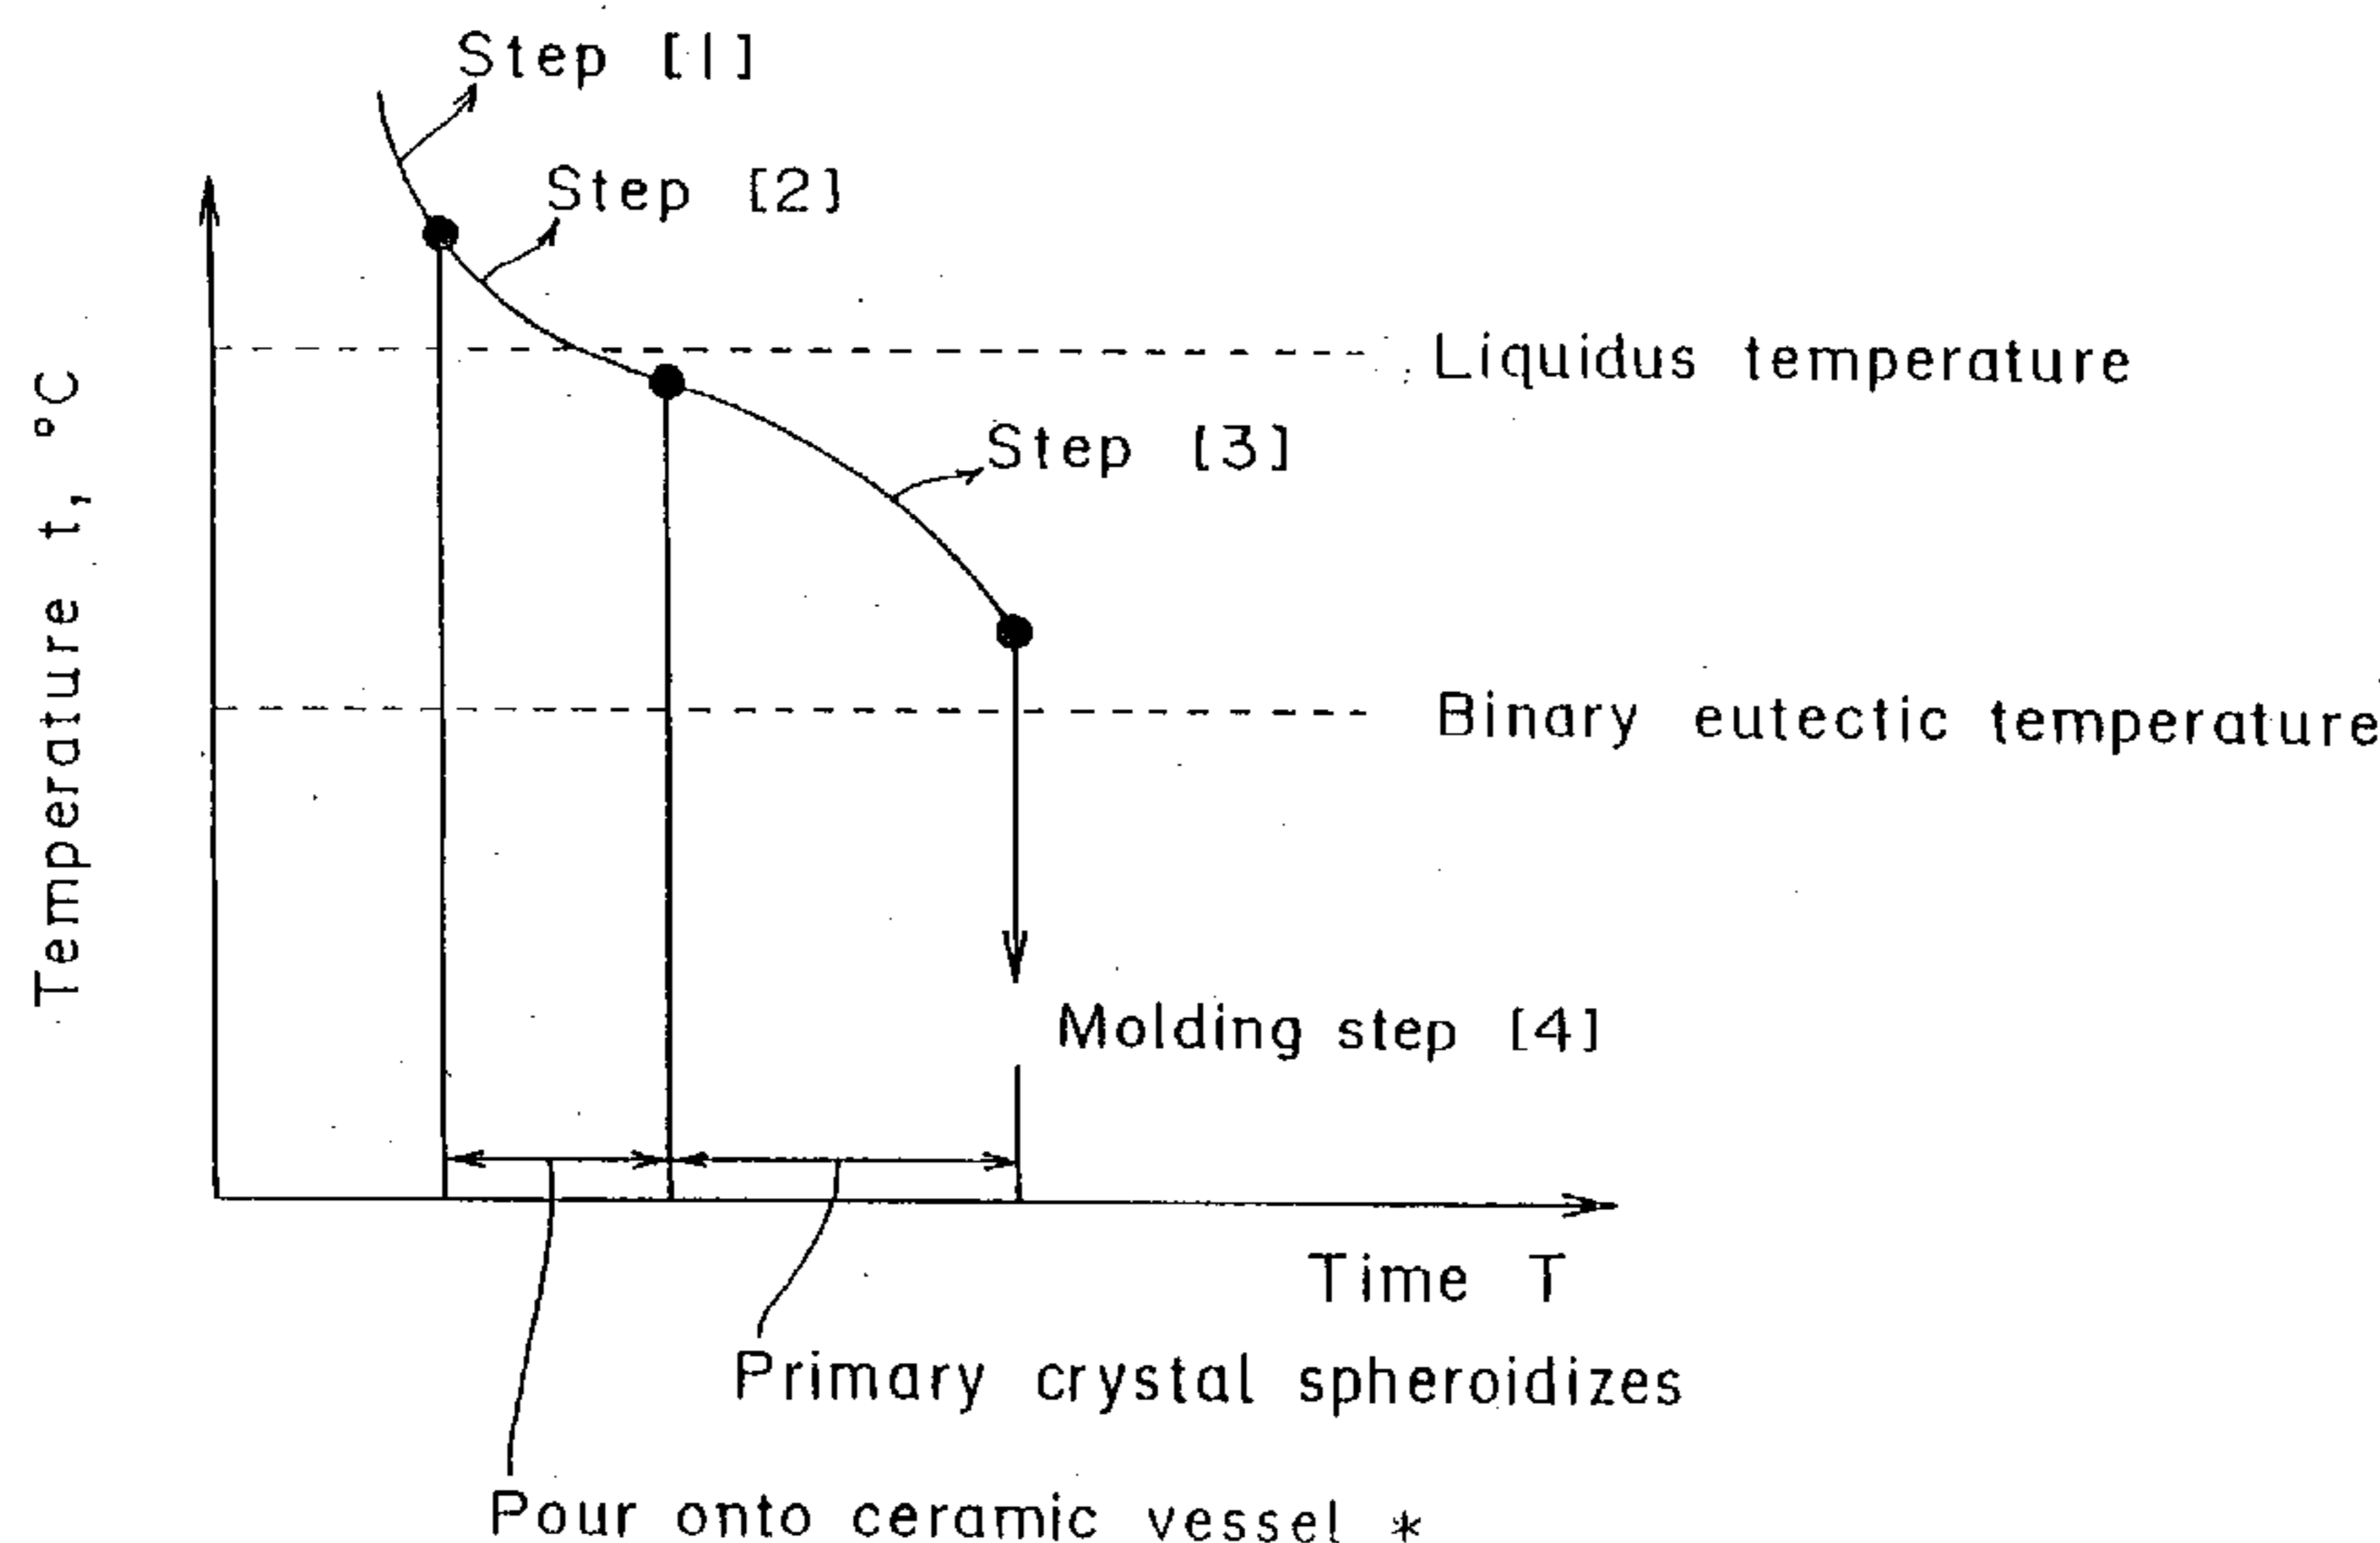 Step [1]
Step [2]
Liquidus temperature
Step [3]
Temperature t, °C
Binary eutectic temperature
Molding step [4]
Time T
Primary crystal spheroidizes
Pour onto ceramic vessel *